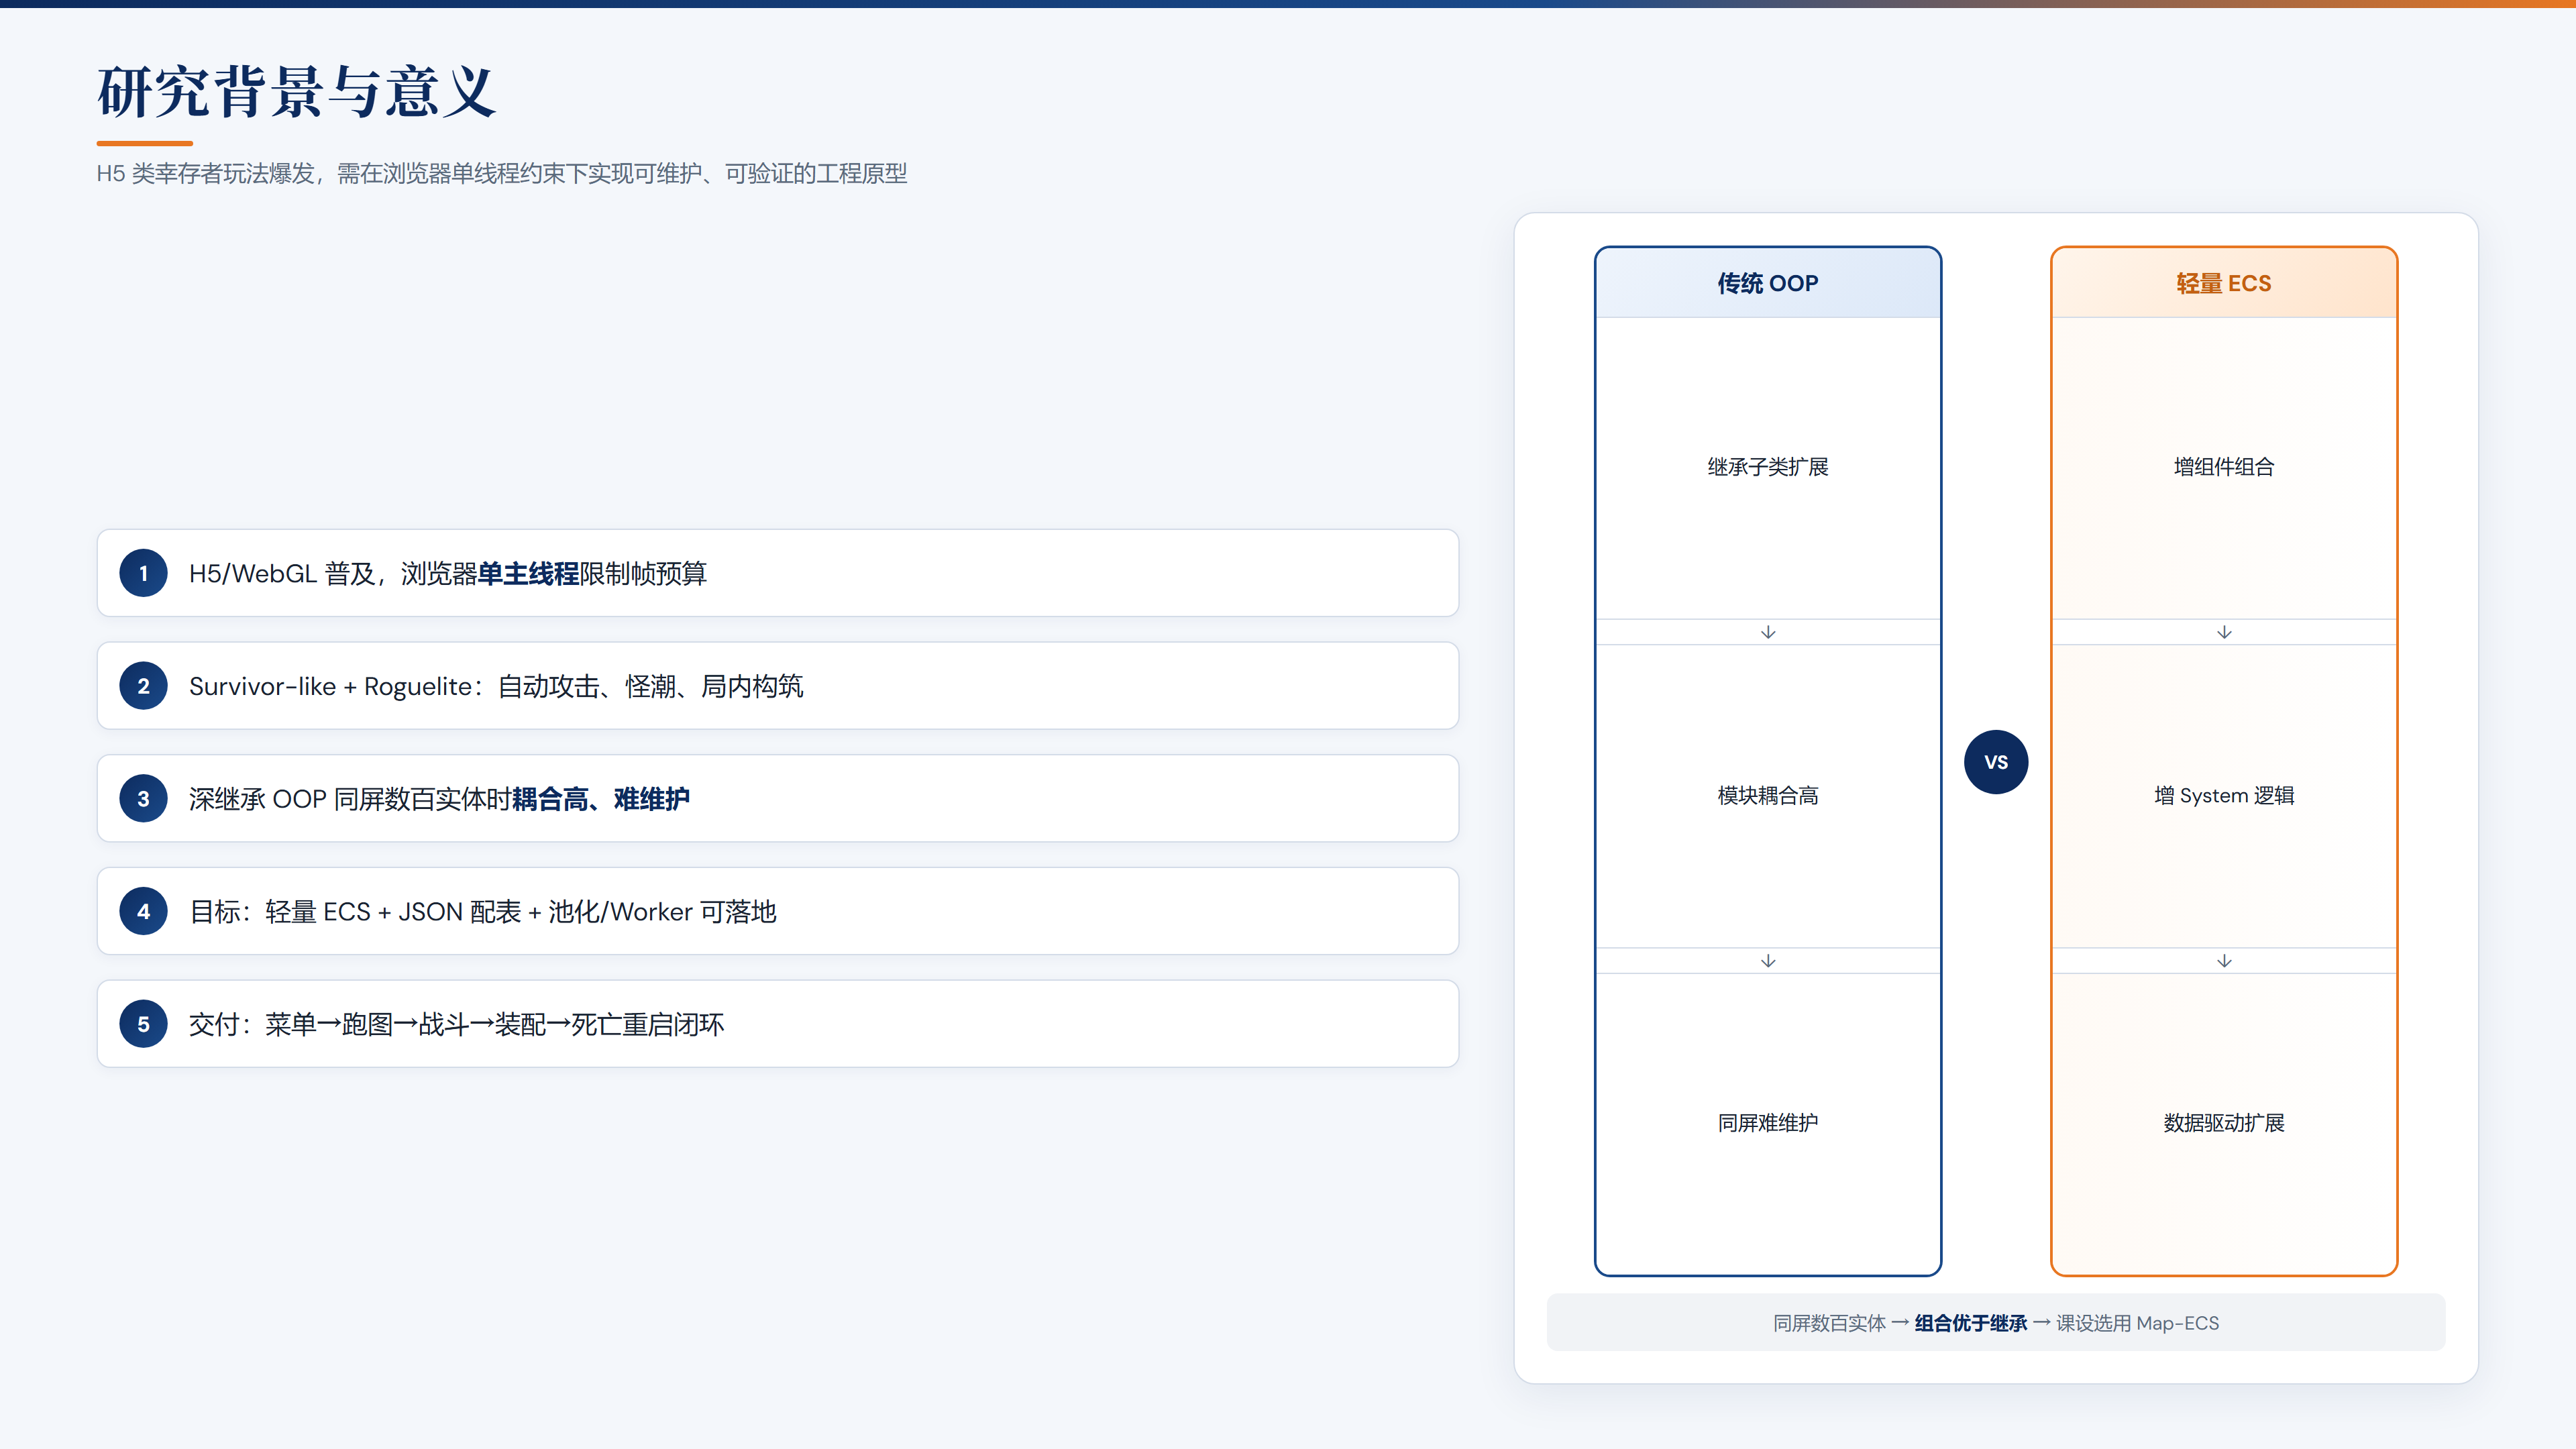 研究背景与意义
H5 类幸存者玩法爆发，需在浏览器单线程约束下实现可维护、可验证的工程原型
1 H5/WebGL 普及，浏览器单主线程限制帧预算
2 Survivor-like + Roguelite：自动攻击、怪潮、局内构筑
3 深继承 OOP 同屏数百实体时耦合高、难维护
4 目标：轻量 ECS + JSON 配表 + 池化/Worker 可落地
5 交付：菜单→跑图→战斗→装配→死亡重启闭环
传统 OOP
继承子类扩展
↓
模块耦合高
↓
同屏难维护
VS
轻量 ECS
增组件组合
↓
增 System 逻辑
↓
数据驱动扩展
同屏数百实体 → 组合优于继承 → 课设选用 Map-ECS